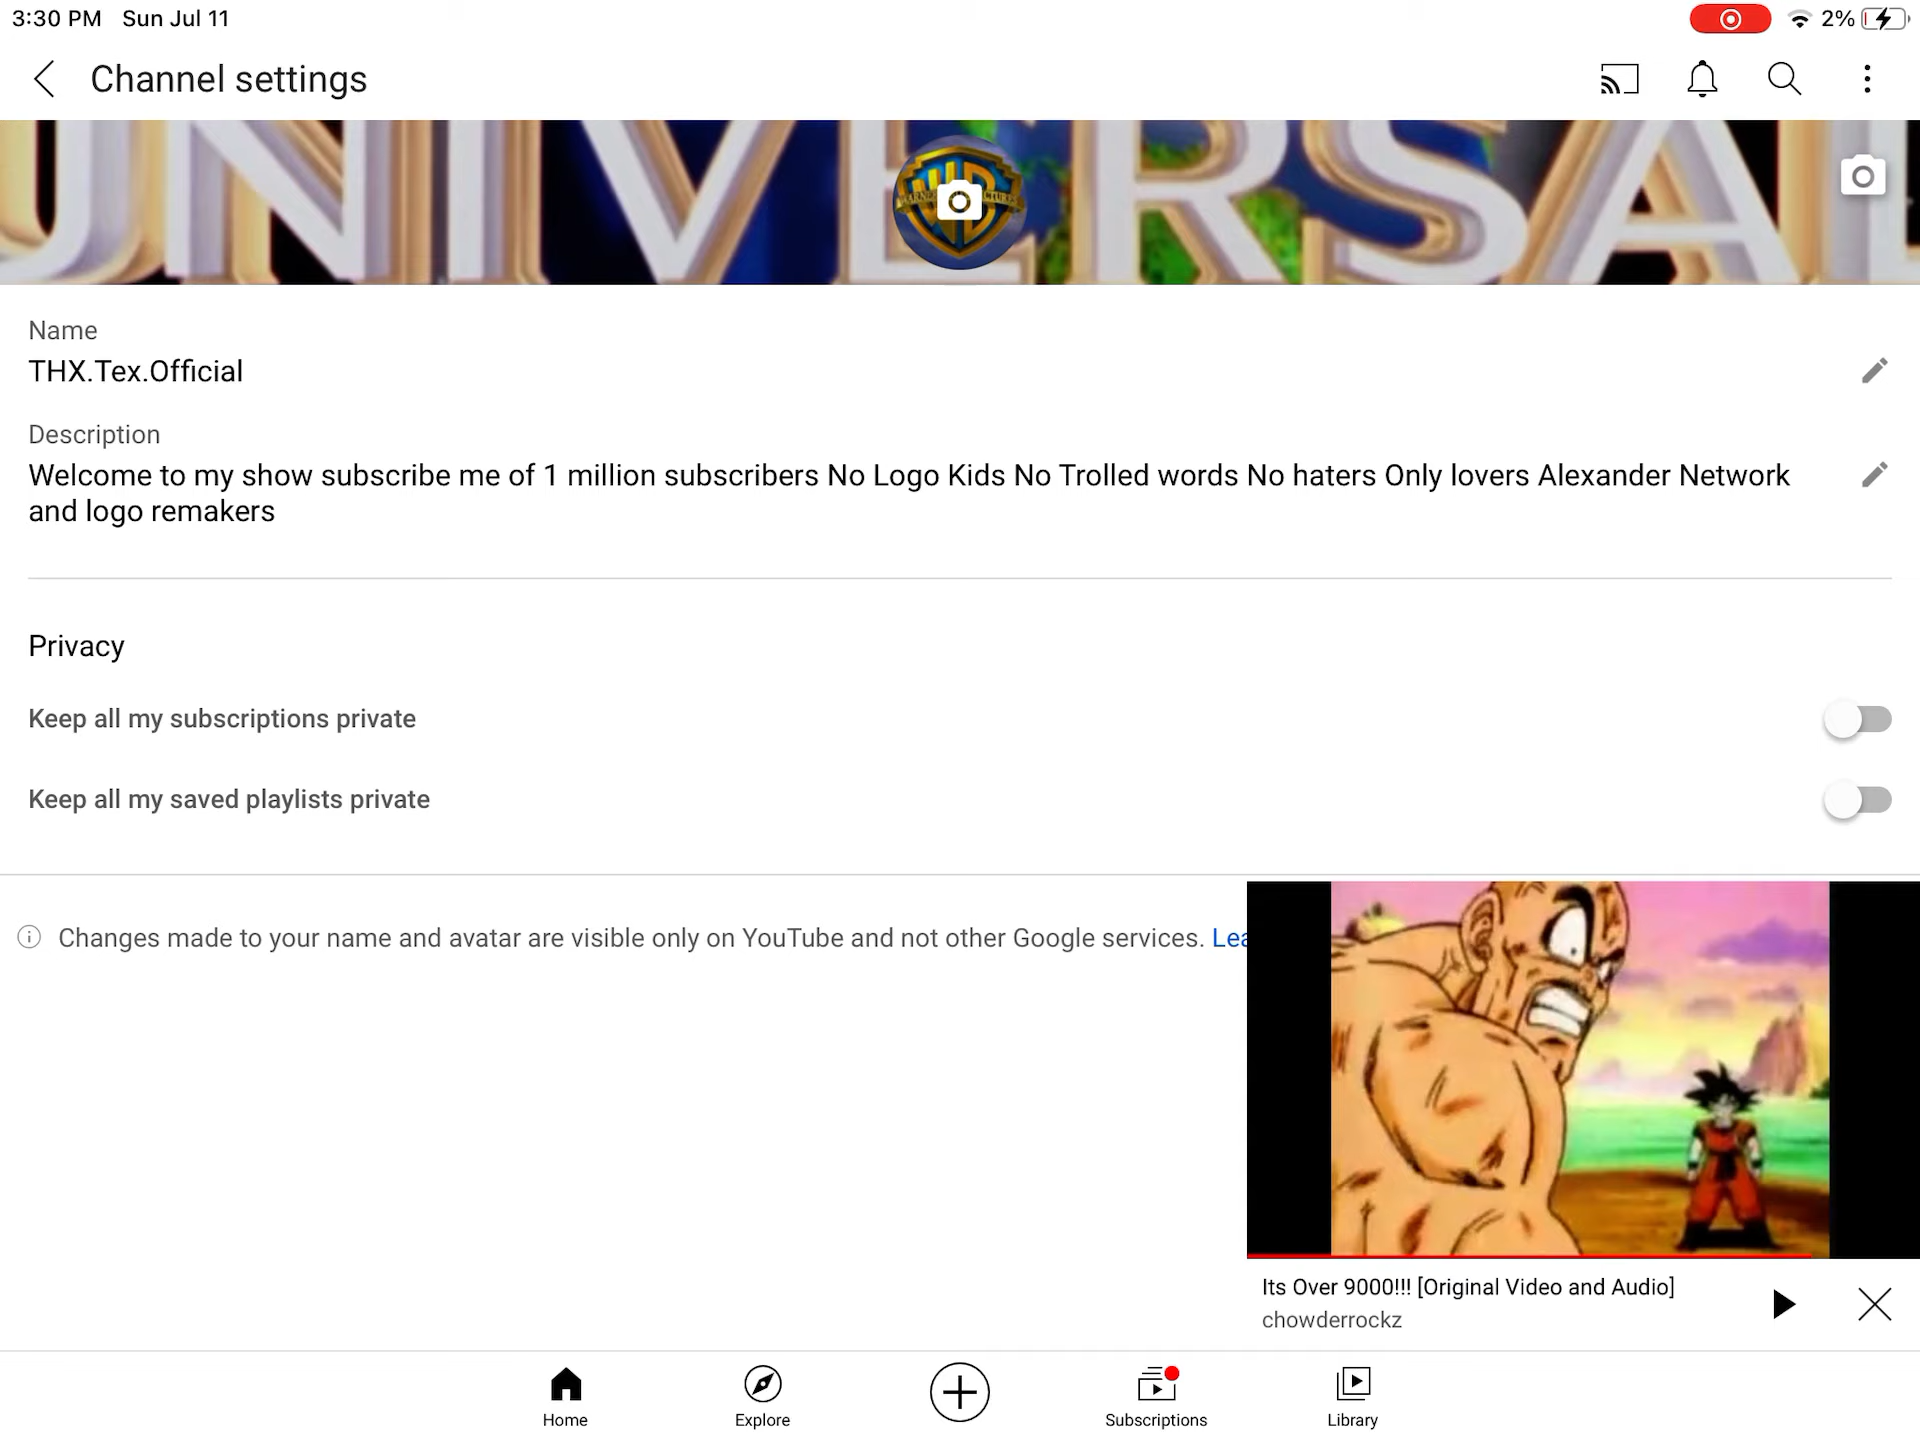 3:30 PM Sun Jul 11
2%
Channel settings
UNIVERSAL
WB
Name
THX.Tex.Official
Description
Welcome to my show subscribe me of 1 million subscribers No Logo Kids No Trolled words No haters Only lovers Alexander Network
and logo remakers
Privacy
Keep all my subscriptions private
Keep all my saved playlists private
Changes made to your name and avatar are visible only on YouTube and not other Google services. Lea
Its Over 9000!!! [Original Video and Audio]
chowderrockz
Home
Explore
Subscriptions
Library